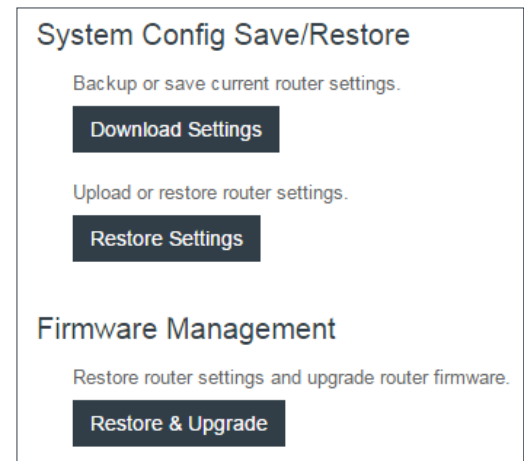 System Config Save/Restore
Backup or save current router settings.
Download Settings
Upload or restore router settings.
Restore Settings
Firmware Management
Restore router settings and upgrade router firmware.
Restore & Upgrade